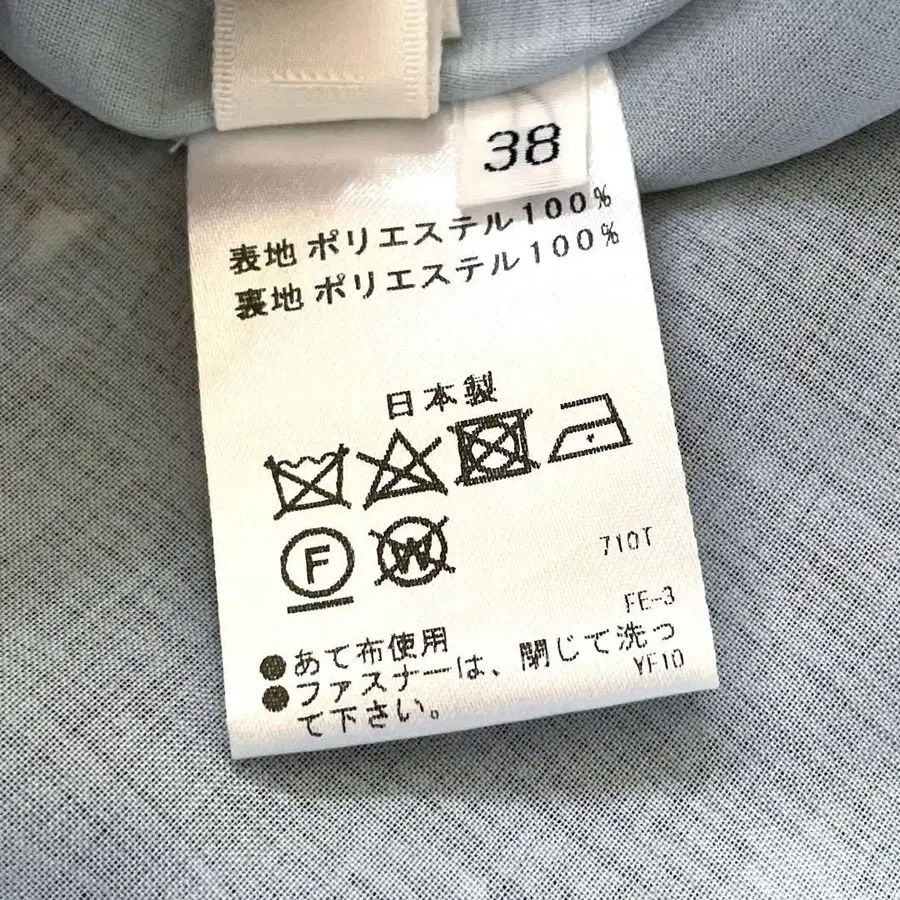 38
表地 ポリエステル100%
裏地 ポリエステル100%
日本製
F
W
710T
FE-3
●あて布使用
●ファスナーは、閉じて洗っ
YF10
て下さい。